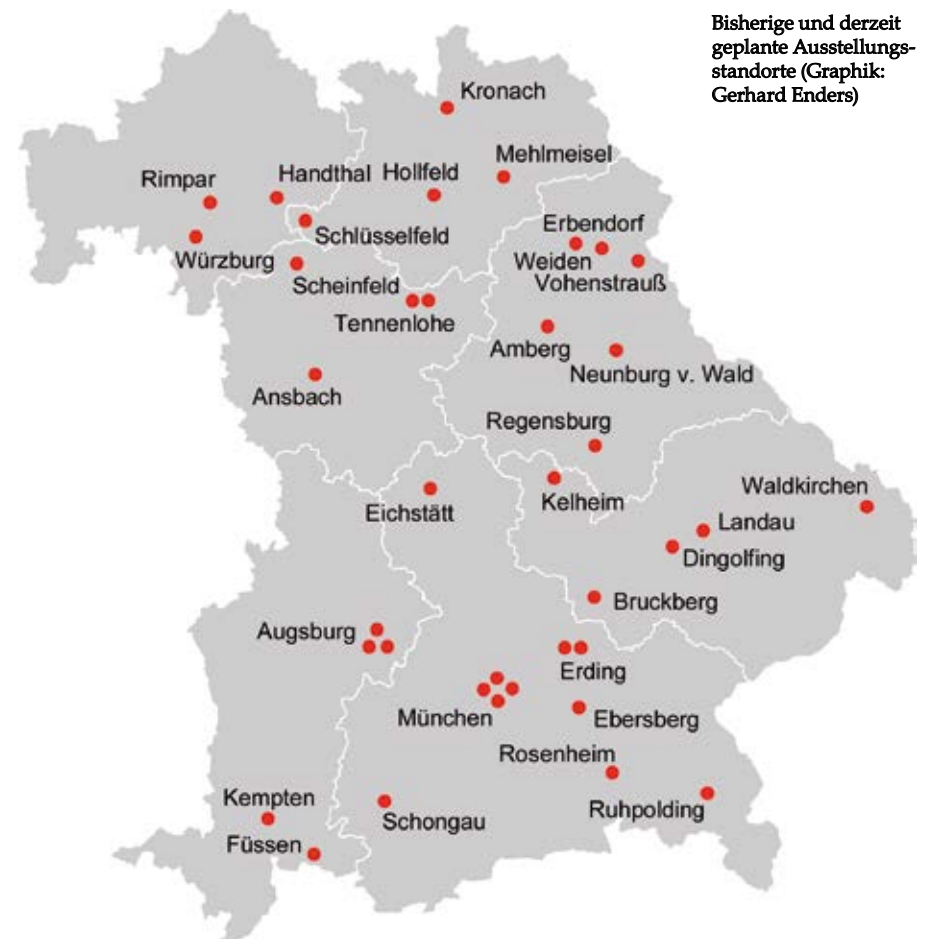 Bisherige und derzeit
geplante Ausstellungs-
standorte (Graphik:
Gerhard Enders)
Kronach
Mehlmeisel
Handthal
Hollfeld
Rimpar
Erbendorf
Schlüsselfeld
Würzburg
Weiden
Scheinfeld
Vohenstrauß
Tennenlohe
Amberg
Neunburg v. Wald
Ansbach
Regensburg
Waldkirchen
Kelheim
Eichstätt
Landau
Dingolfing
Bruckberg
Augsburg
Erding
München
Ebersberg
Rosenheim
Kempten
Ruhpolding
Schongau
Füssen